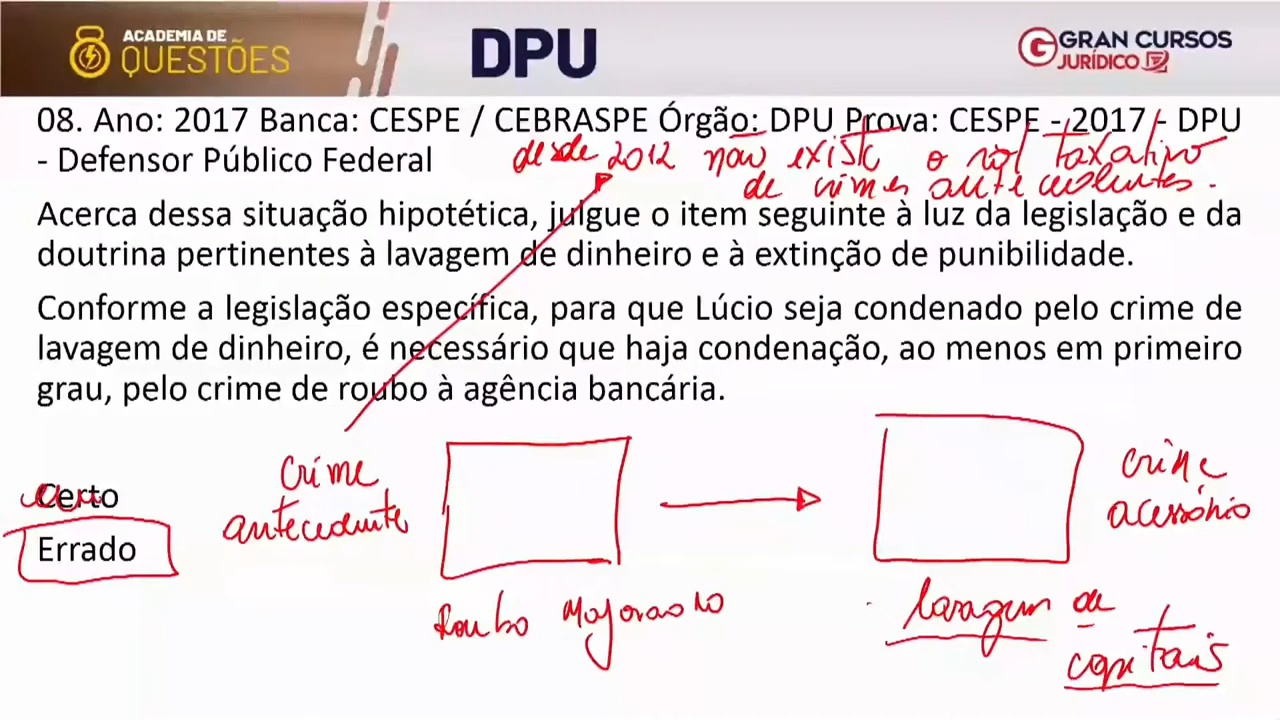 ACADEMIA DE
QUESTÕES
DPU
GRAN CURSOS
JURÍDICO
08. Ano: 2017 Banca: CESPE / CEBRASPE Órgão: DPU Prova: CESPE - 2017 - DPU
- Defensor Público Federal
desde 2012 não existe o rol taxativo
de crimes antecedentes.
Acerca dessa situação hipotética, julgue o item seguinte à luz da legislação e da
doutrina pertinentes à lavagem de dinheiro e à extinção de punibilidade.
Conforme a legislação específica, para que Lúcio seja condenado pelo crime de
lavagem de dinheiro, é necessário que haja condenação, ao menos em primeiro
grau, pelo crime de roubo à agência bancária.
Certo
Errado
crime
antecedente
Roubo Majorado
crime
acessório
lavagem de
capitais